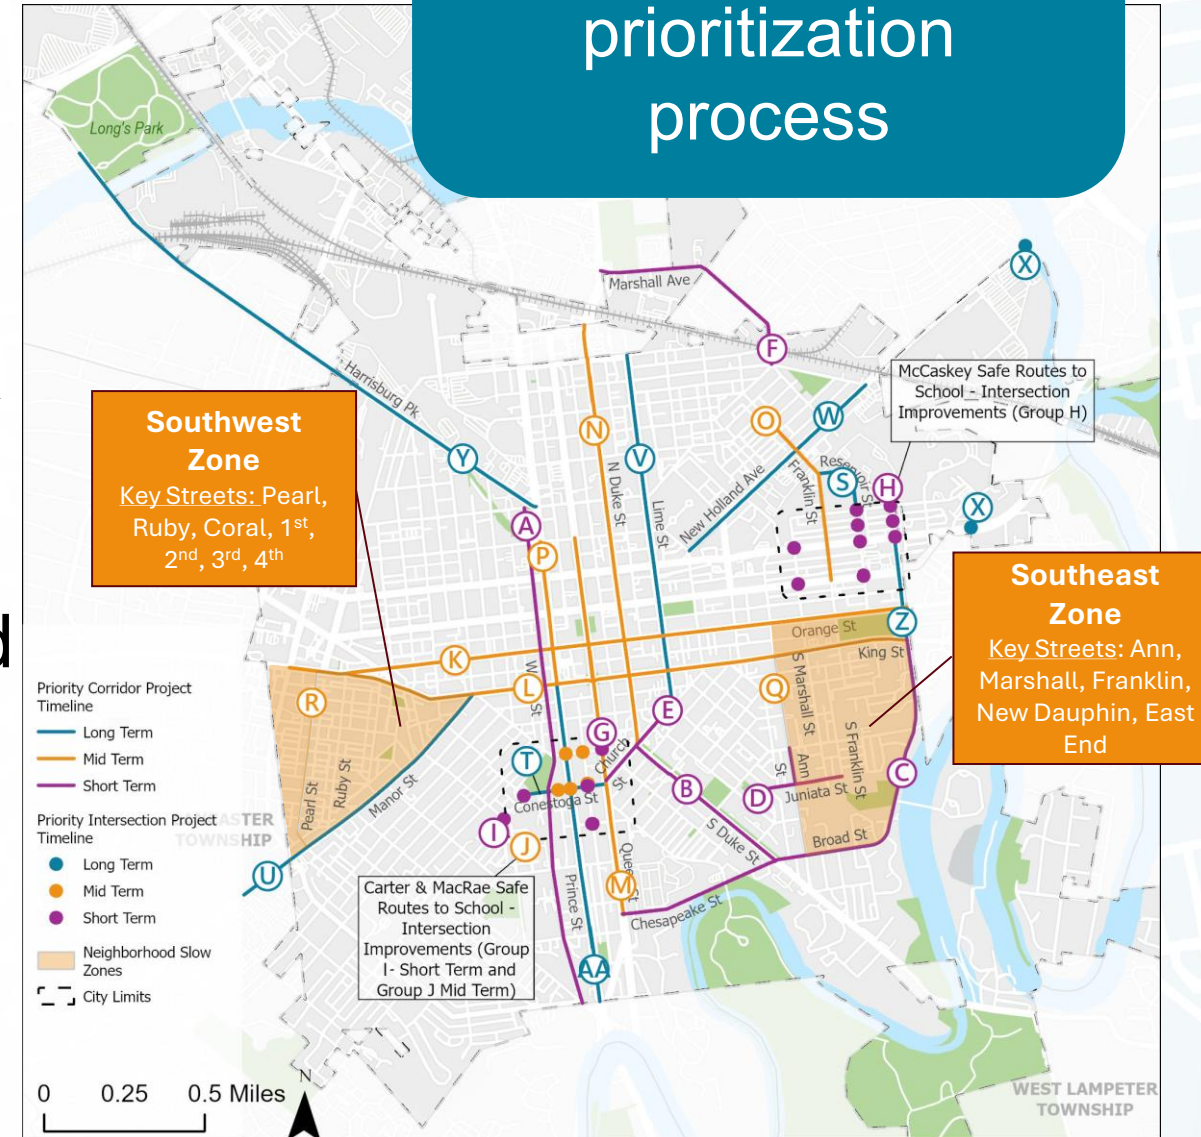 prioritization
process
Long's Park
Marshall Ave
X
F
McCaskey Safe Routes to
School - Intersection
Improvements (Group H)
Harrisburg Pk
Southwest
Zone
Key Streets: Pearl,
Ruby, Coral, 1st,
2nd, 3rd, 4th
N
O
W
Y
V
N Duke St
Lime St
New Holland Ave
Franklin St
S
H
X
A
P
Southeast
Zone
Key Streets: Ann,
Marshall, Franklin,
New Dauphin, East
End
d
Orange St
Z
King St
K
L
R
Q
S Marshall St
S Franklin St
E
G
T
Church
St
Ann
St
Pearl St
Ruby St
Manor St
Conestoga St
B
D
Juniata St
C
I
J
S Duke St
Broad St
TOWNSHIP
U
M
Prince St
Chesapeake St
AA
Carter & MacRae Safe
Routes to School -
Intersection
Improvements (Group
I- Short Term and
Group J Mid Term)
Priority Corridor Project
Timeline
Long Term
Mid Term
Short Term
Priority Intersection Project
Timeline
Long Term
Mid Term
Short Term
Neighborhood Slow
Zones
City Limits
0 0.25 0.5 Miles
N
WEST LAMPETER
TOWNSHIP